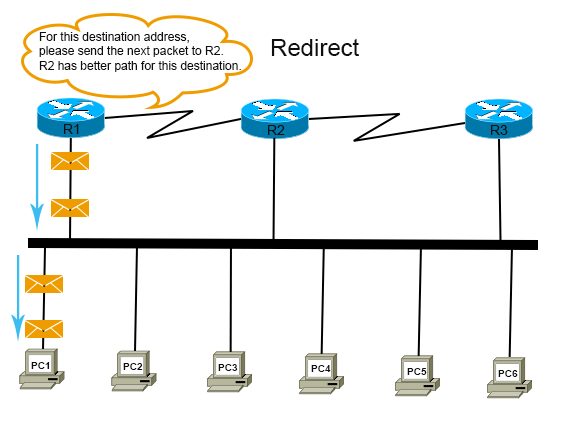 For this destination address,
please send the next packet to R2.
R2 has better path for this destination.
Redirect
R1
R2
R3
PC1
PC2
PC3
PC4
PC5
PC6